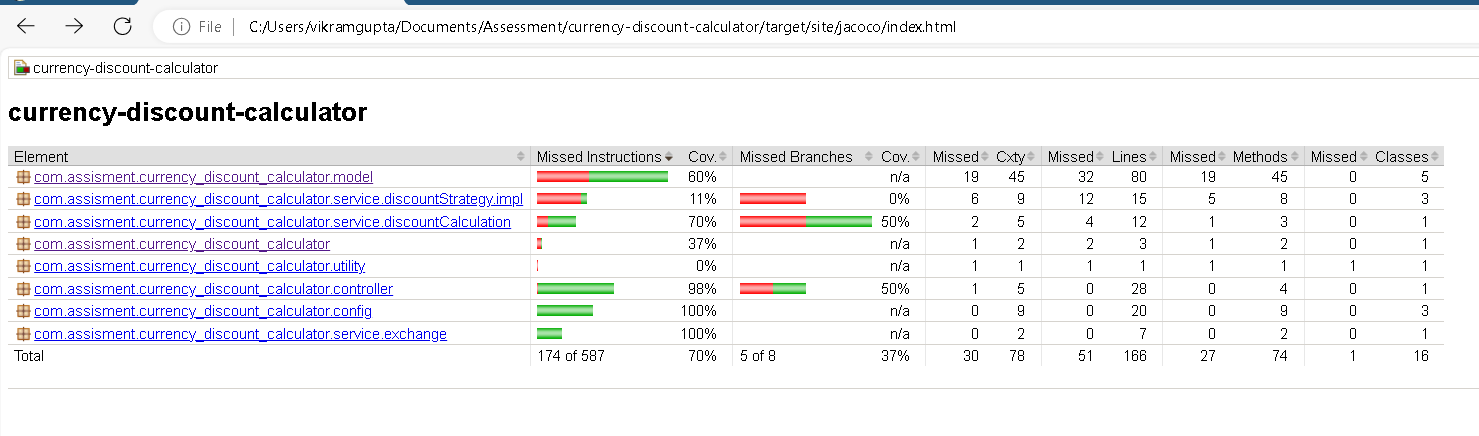 File C:/Users/vikramgupta/Documents/Assessment/currency-discount-calculator/target/site/jacoco/index.html
currency-discount-calculator
currency-discount-calculator
Element Missed Instructions Cov. Missed Branches Cov. Missed Cxty Missed Lines Missed Methods Missed Classes
com.assisment.currency_discount_calculator.model 60% n/a 19 45 32 80 19 45 0 5
com.assisment.currency_discount_calculator.service.discountStrategy.impl 11% 0% 6 9 12 15 5 8 0 3
com.assisment.currency_discount_calculator.service.discountCalculation 70% 50% 2 5 4 12 1 3 0 1
com.assisment.currency_discount_calculator 37% n/a 1 2 2 3 1 2 0 1
com.assisment.currency_discount_calculator.utility 0% n/a 1 1 1 1 1 1 1 1
com.assisment.currency_discount_calculator.controller 98% 50% 1 5 0 28 0 4 0 1
com.assisment.currency_discount_calculator.config 100% n/a 0 9 0 20 0 9 0 3
com.assisment.currency_discount_calculator.service.exchange 100% n/a 0 2 0 7 0 2 0 1
Total 174 of 587 70% 5 of 8 37% 30 78 51 166 27 74 1 16